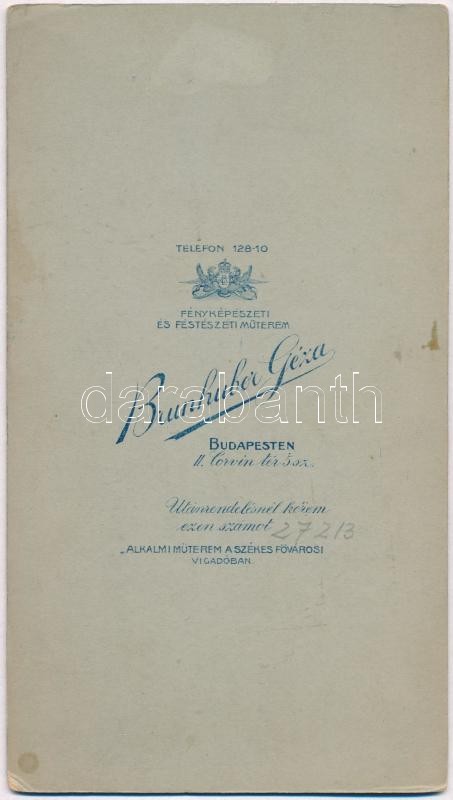 TELEFON 128-10
FÉNYKÉPÉSZETI
ÉS FESTÉSZETI MŰTEREM
Brunhuber Géza
darabanth
BUDAPESTEN
II. Corvin tér 5 sz.
Utánrendelésnél kérem
ezen számot 27213
„ALKALMI MŰTEREM A SZÉKES FŐVÁROSI
VIGADÓBAN.